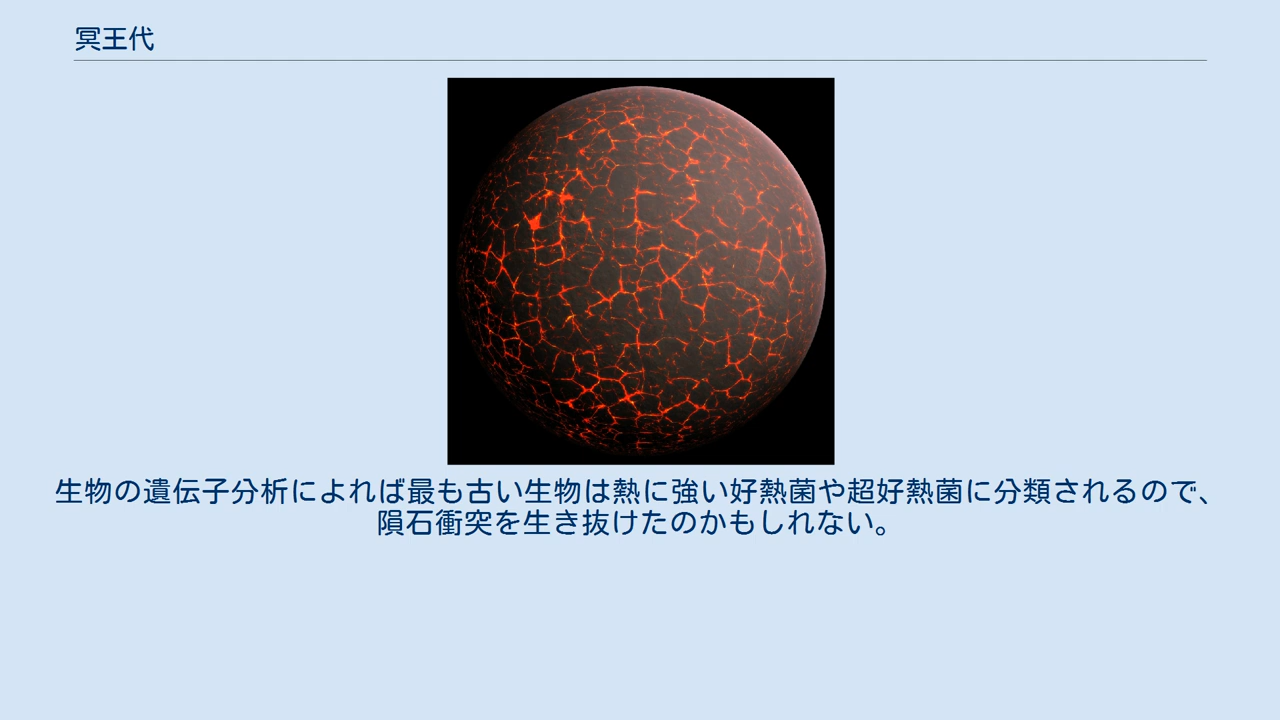 冥王代
生物の遺伝子分析によれば最も古い生物は熱に強い好熱菌や超好熱菌に分類されるので、
隕石衝突を生き抜けたのかもしれない。